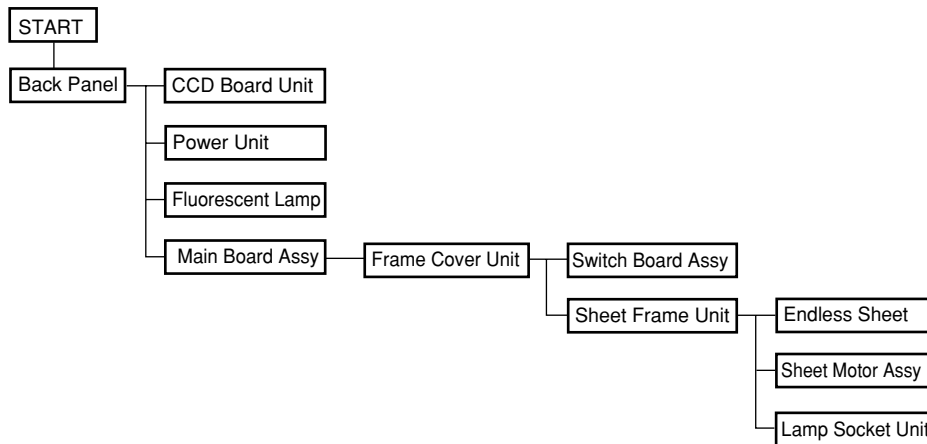 START
Back Panel
CCD Board Unit
Power Unit
Fluorescent Lamp
Main Board Assy
Frame Cover Unit
Switch Board Assy
Sheet Frame Unit
Endless Sheet
Sheet Motor Assy
Lamp Socket Unit